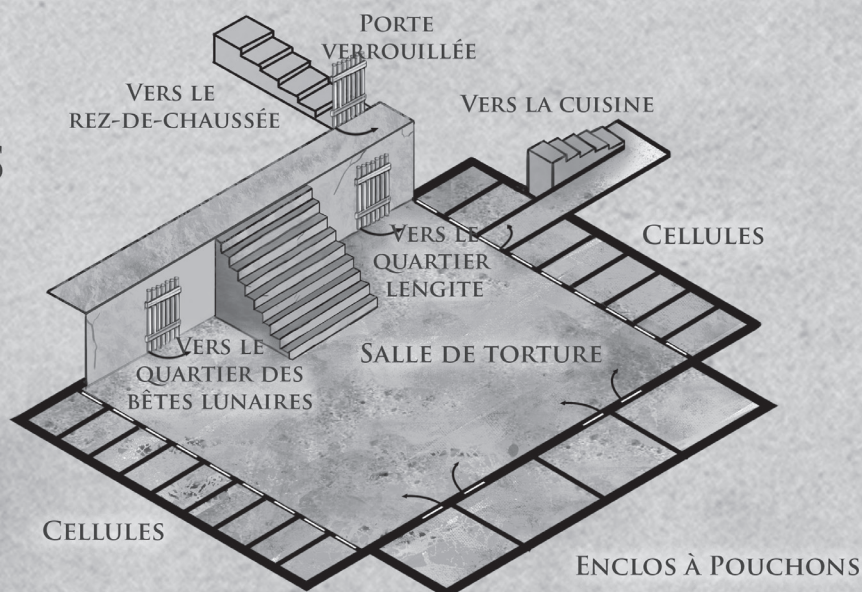 PORTE
VERROUILLÉE
VERS LE
REZ-DE-CHAUSSÉE
VERS LA CUISINE
S
CELLULES
VERS LE
QUARTIER
LENGITE
SALLE DE TORTURE
VERS LE
QUARTIER DES
BÊTES LUNAIRES
CELLULES
ENCLOS À POUCHONS